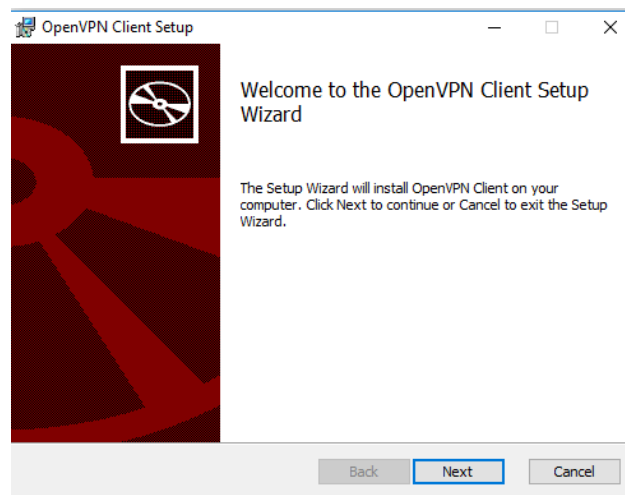 OpenVPN Client Setup
Welcome to the OpenVPN Client Setup
Wizard
The Setup Wizard will install OpenVPN Client on your
computer. Click Next to continue or Cancel to exit the Setup
Wizard.
Back Next Cancel